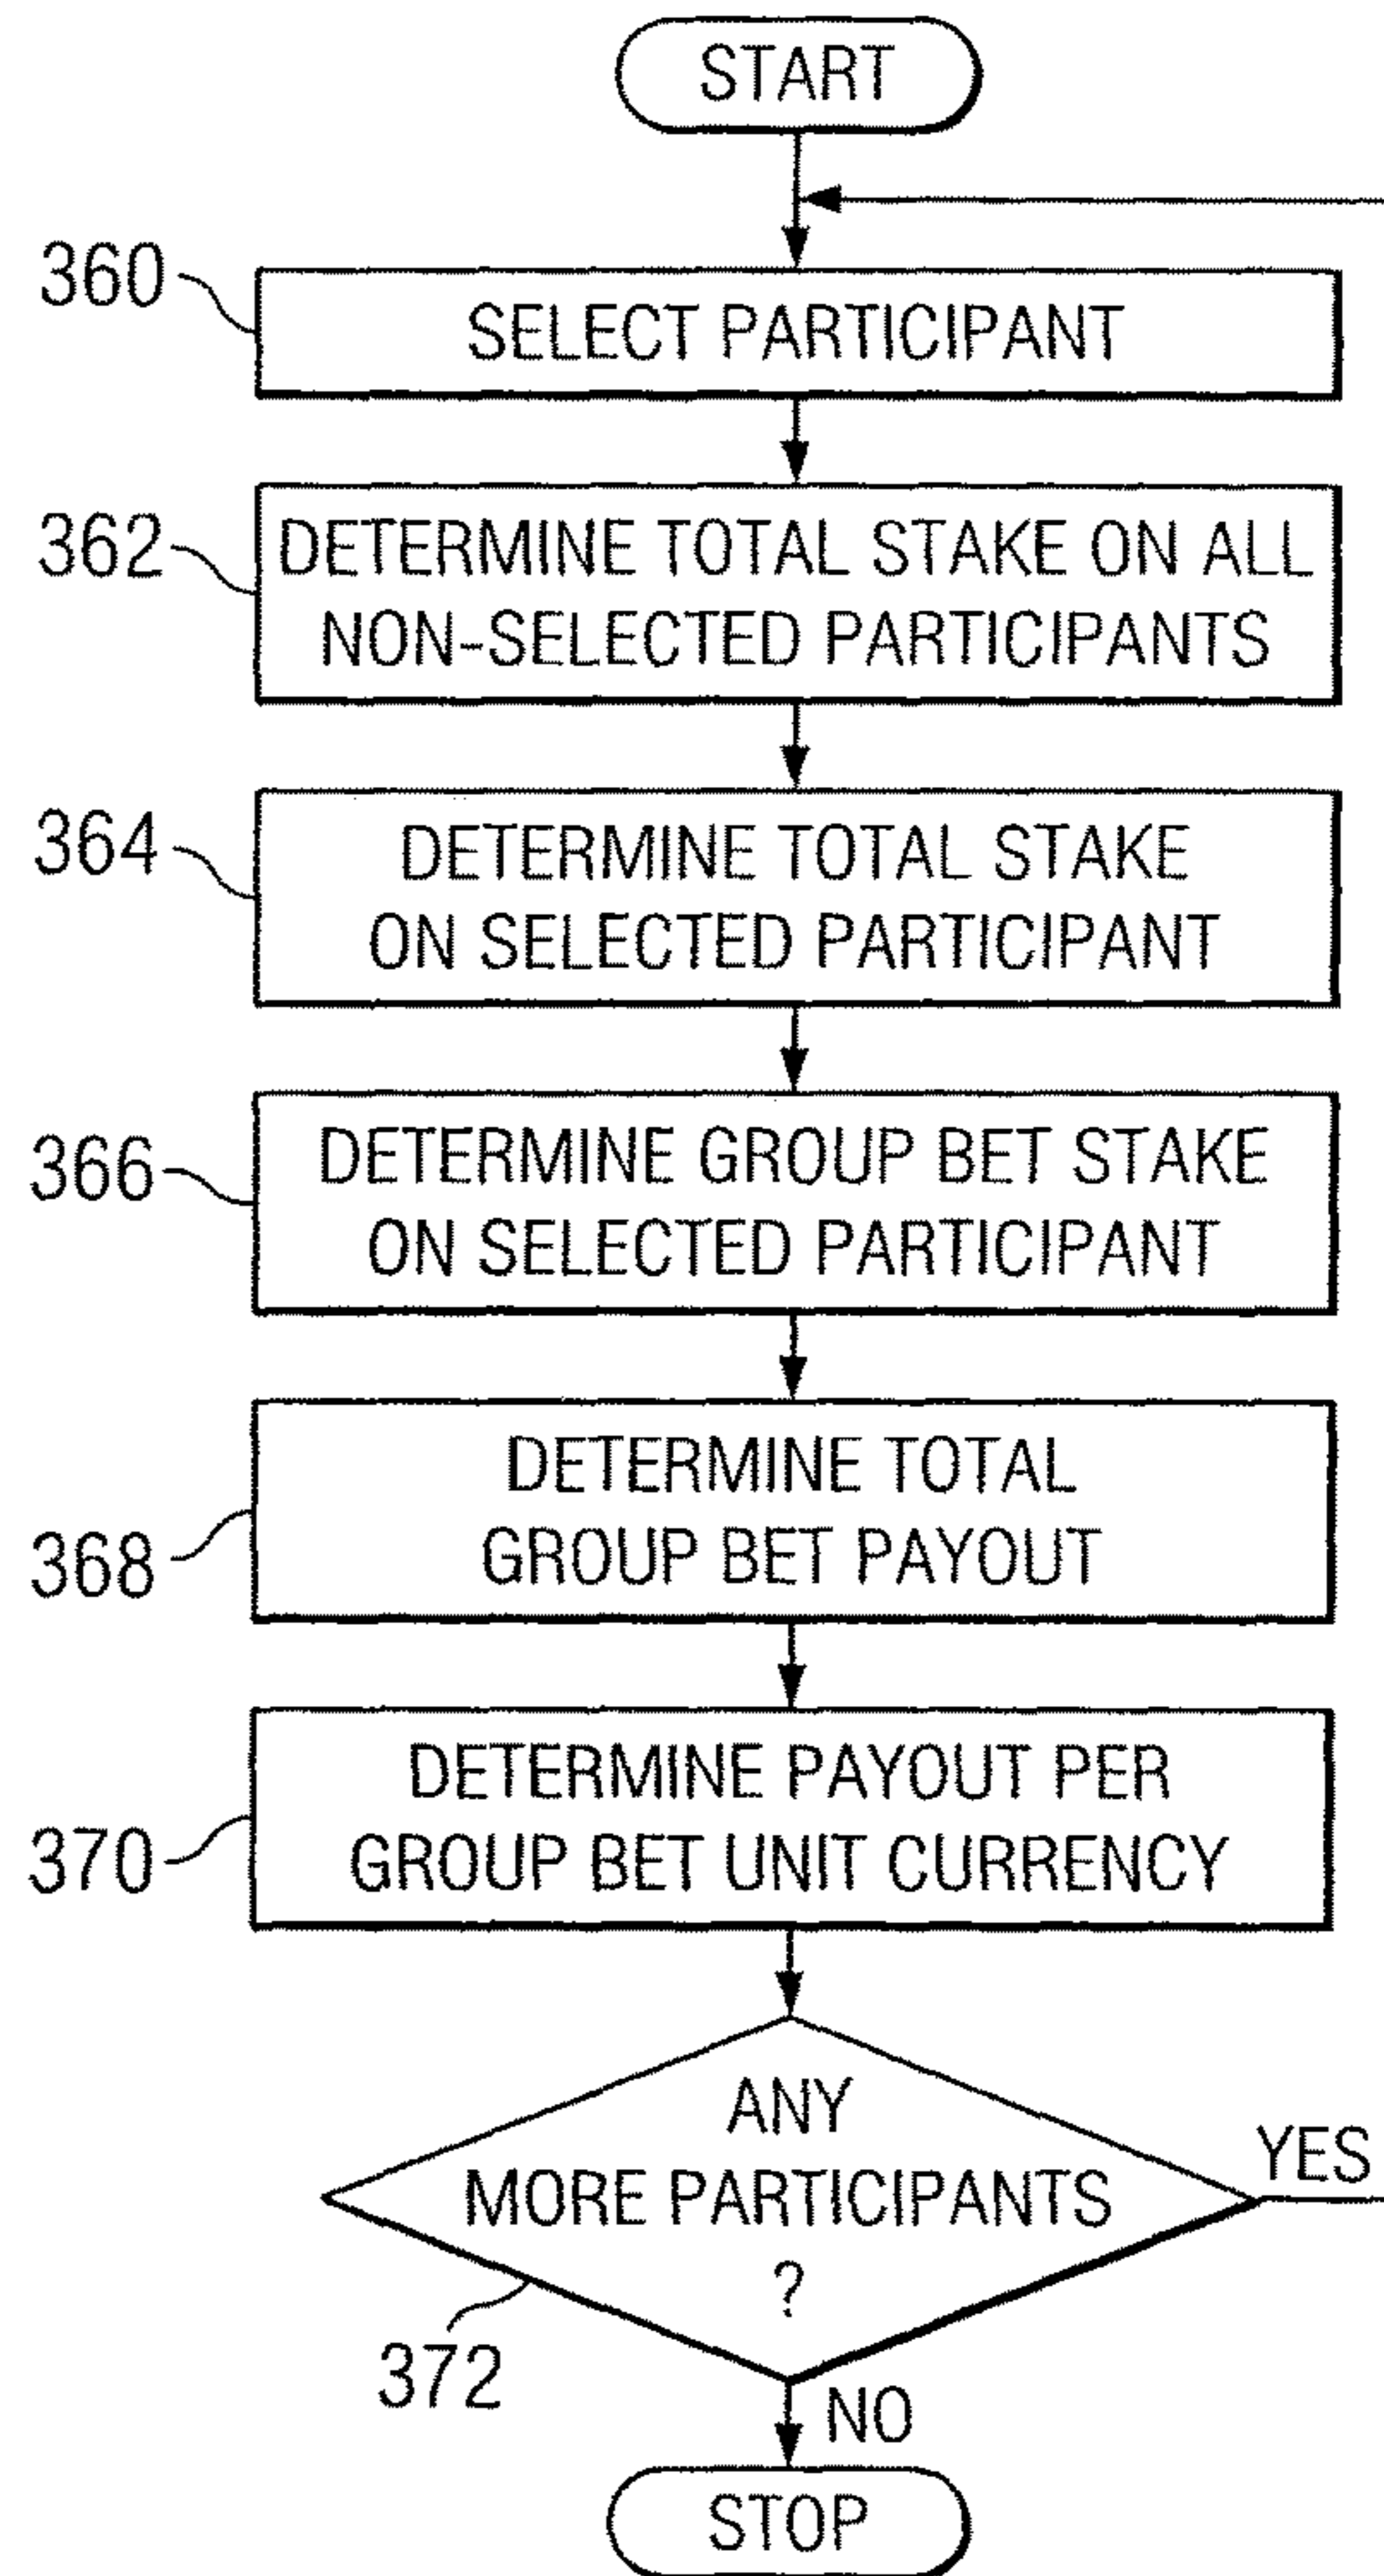 START
360
SELECT PARTICIPANT
362
DETERMINE TOTAL STAKE ON ALL
NON-SELECTED PARTICIPANTS
364
DETERMINE TOTAL STAKE
ON SELECTED PARTICIPANT
366
DETERMINE GROUP BET STAKE
ON SELECTED PARTICIPANT
368
DETERMINE TOTAL
GROUP BET PAYOUT
370
DETERMINE PAYOUT PER
GROUP BET UNIT CURRENCY
ANY
MORE PARTICIPANTS
?
YES
372
NO
STOP